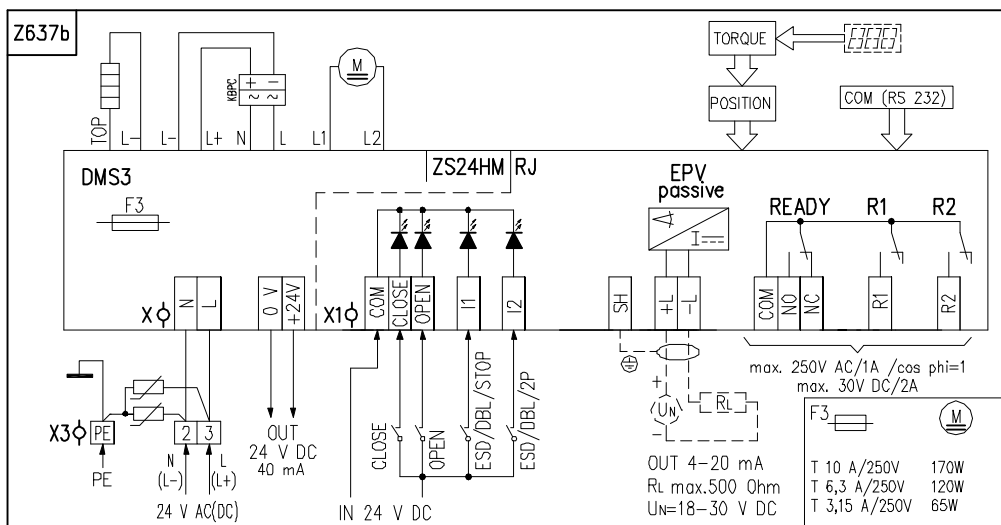 Z637b
TORQUE
POSITION
COM (RS 232)
TOP
L-
L-
L+
N
L
L1
L2
KBPC
+ −
~ ~
M
DMS3
F3
ZS24HM
RJ
EPV
passive
READY
R1
R2
X
N
L
0 V
+24V
X1
COM
CLOSE
OPEN
I1
I2
SH
+L
-L
COM
NO
NC
R1
R2
max. 250V AC/1A /cos phi=1
max. 30V DC/2A
X3
PE
2
3
PE
N
(L-)
L
(L+)
24 V AC(DC)
OUT
24 V DC
40 mA
CLOSE
OPEN
ESD/DBL/STOP
ESD/DBL/2P
IN 24 V DC
+
UN
−
RL
OUT 4-20 mA
RL max.500 Ohm
UN=18-30 V DC
F3
M
T 10 A/250V 170W
T 6,3 A/250V 120W
T 3,15 A/250V 65W